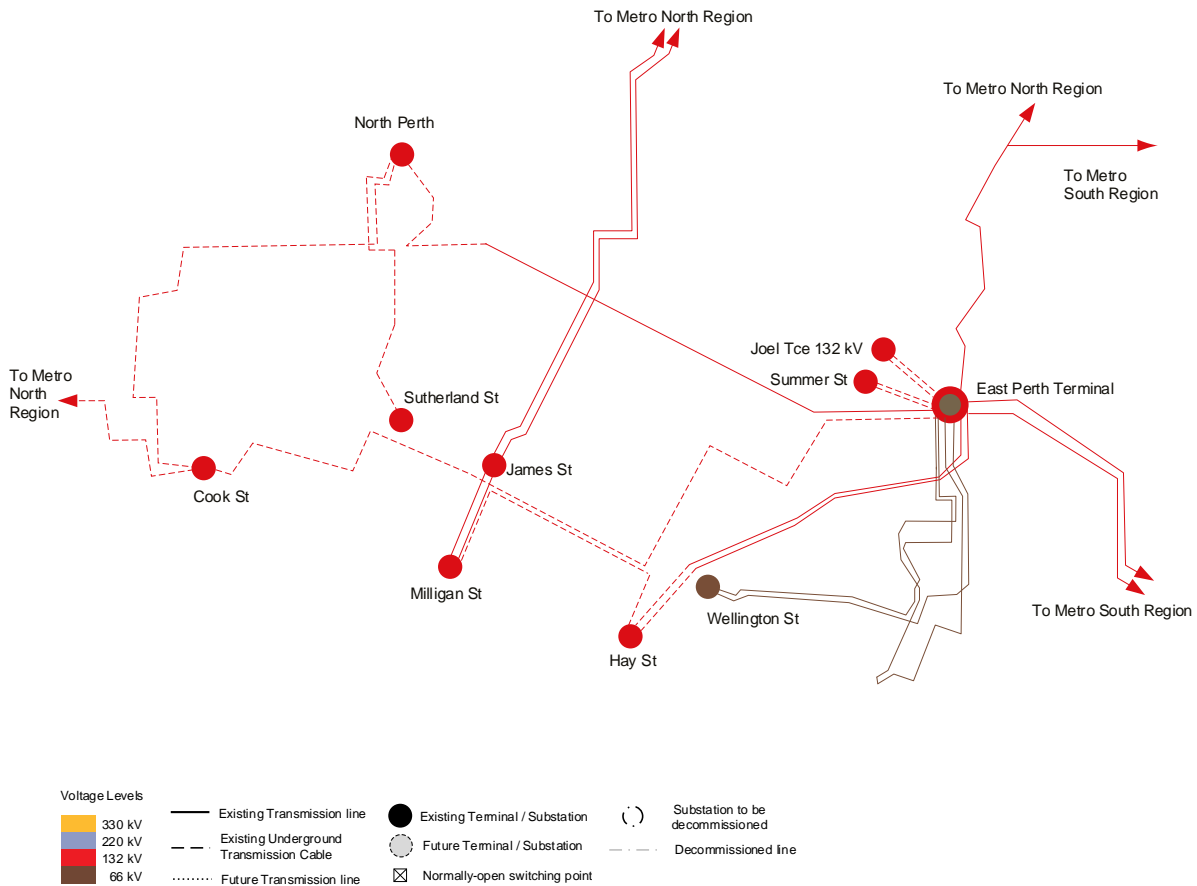 To Metro North Region
To Metro North Region
North Perth
To Metro
South Region
Joel Tce 132 kV
Summer St
East Perth Terminal
To Metro
North
Region
Sutherland St
James St
Cook St
Milligan St
Wellington St
To Metro South Region
Hay St
Voltage Levels
330 kV
220 kV
132 kV
66 kV
Existing Transmission line
Existing Underground
Transmission Cable
Future Transmission line
Existing Terminal / Substation
Future Terminal / Substation
Normally-open switching point
Substation to be
decommissioned
Decommissioned line